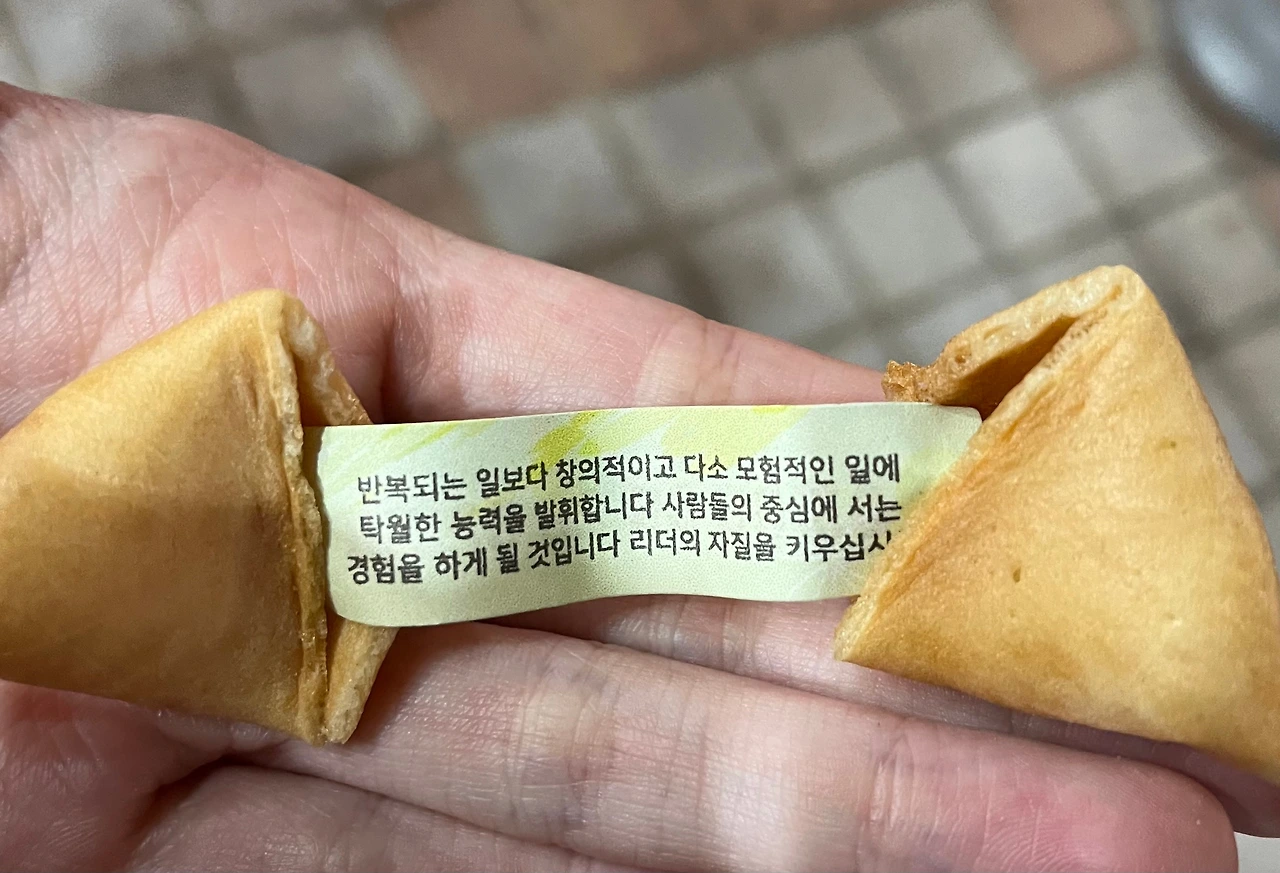 반복되는 일보다 창의적이고 다소 모험적인 일에
탁월한 능력을 발휘합니다 사람들의 중심에 서는
경험을 하게 될 것입니다 리더의 자질을 키우십시